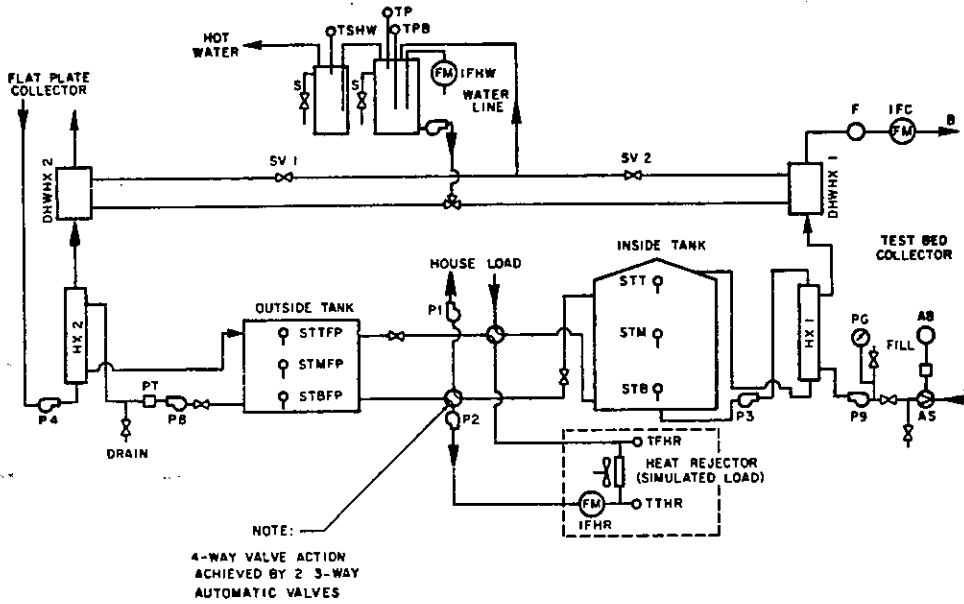 TP
TSHW
TPB
HOT
WATER
S
S
FM
IFHW
WATER
LINE
FLAT PLATE
COLLECTOR
F
IFC
FM
B
DHWHX 2
SV 1
SV 2
DHWHX 1
TEST BED
COLLECTOR
INSIDE TANK
HOUSE LOAD
STT
P1
OUTSIDE TANK
HX 2
STTFP
STM
HX 1
PG
AB
FILL
STMFP
PT
STBFP
STB
P4
P8
P2
P3
P9
AS
DRAIN
TFHR
HEAT REJECTOR
(SIMULATED LOAD)
FM
TTHR
IFHR
NOTE:
4-WAY VALVE ACTION
ACHIEVED BY 2 3-WAY
AUTOMATIC VALVES